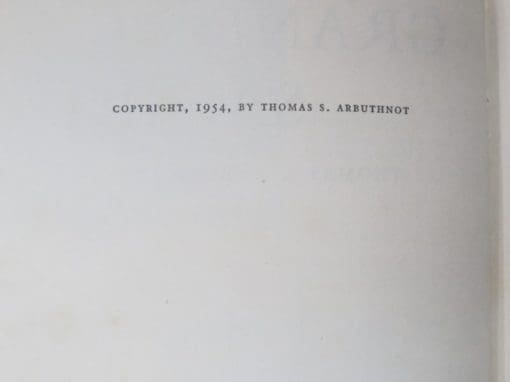 COPYRIGHT, 1954, BY THOMAS S. ARBUTHNOT